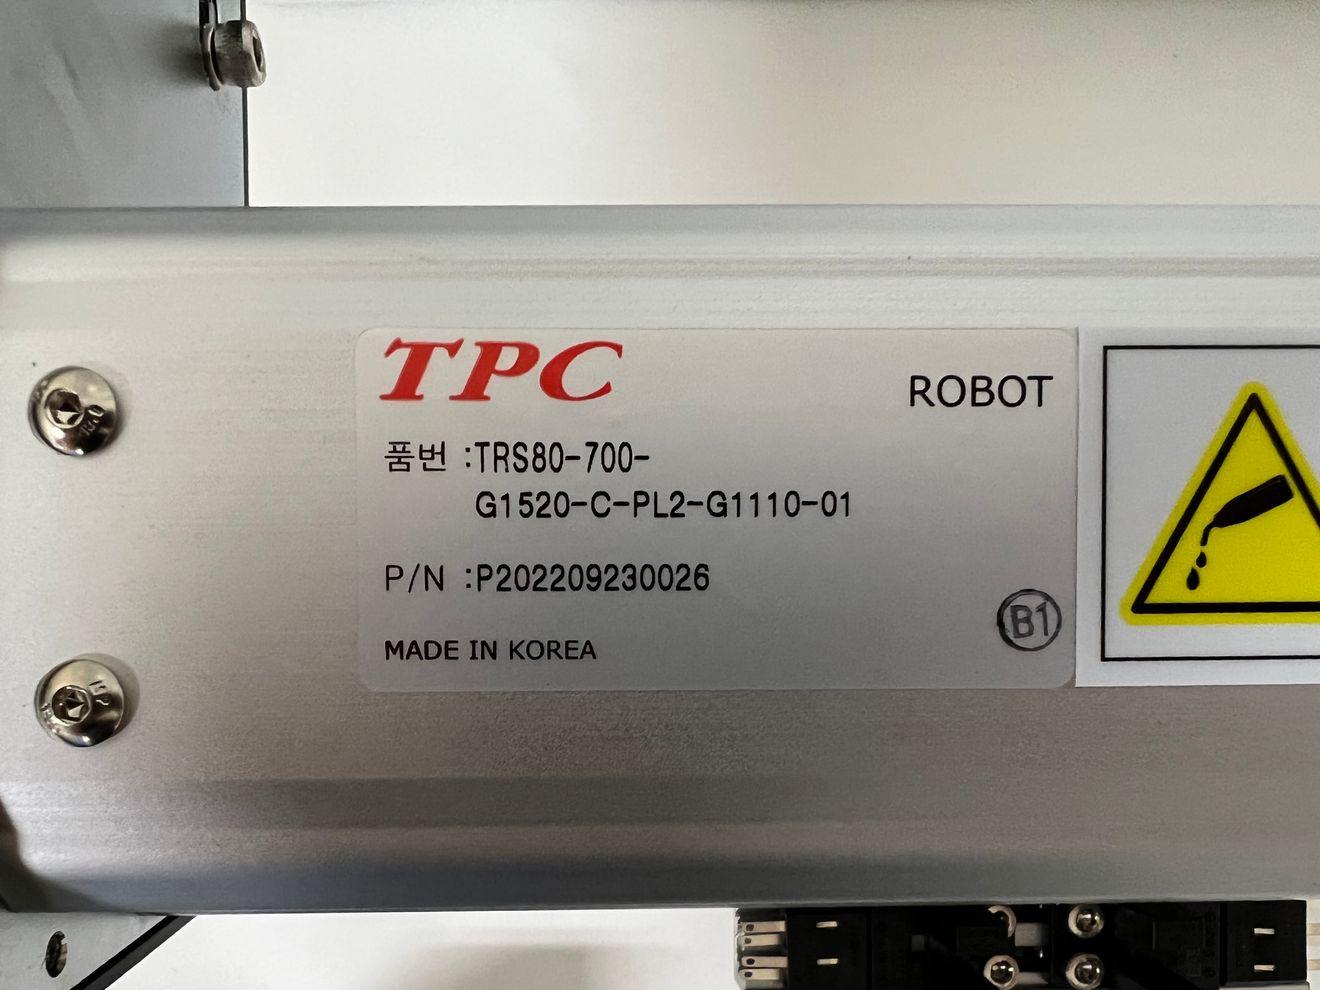 TPC
ROBOT
품번 :TRS80-700-
G1520-C-PL2-G1110-01
P/N :P202209230026
B1
MADE IN KOREA